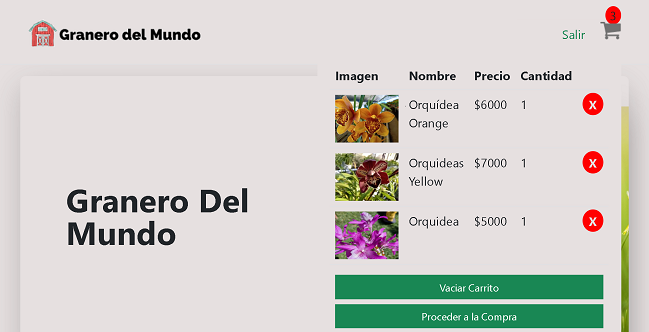 Granero del Mundo
Salir
3
Imagen Nombre Precio Cantidad
Orquídea Orange $6000 1 X
Orquideas Yellow $7000 1 X
Orquidea $5000 1 X
Granero Del
Mundo
Vaciar Carrito
Proceder a la Compra